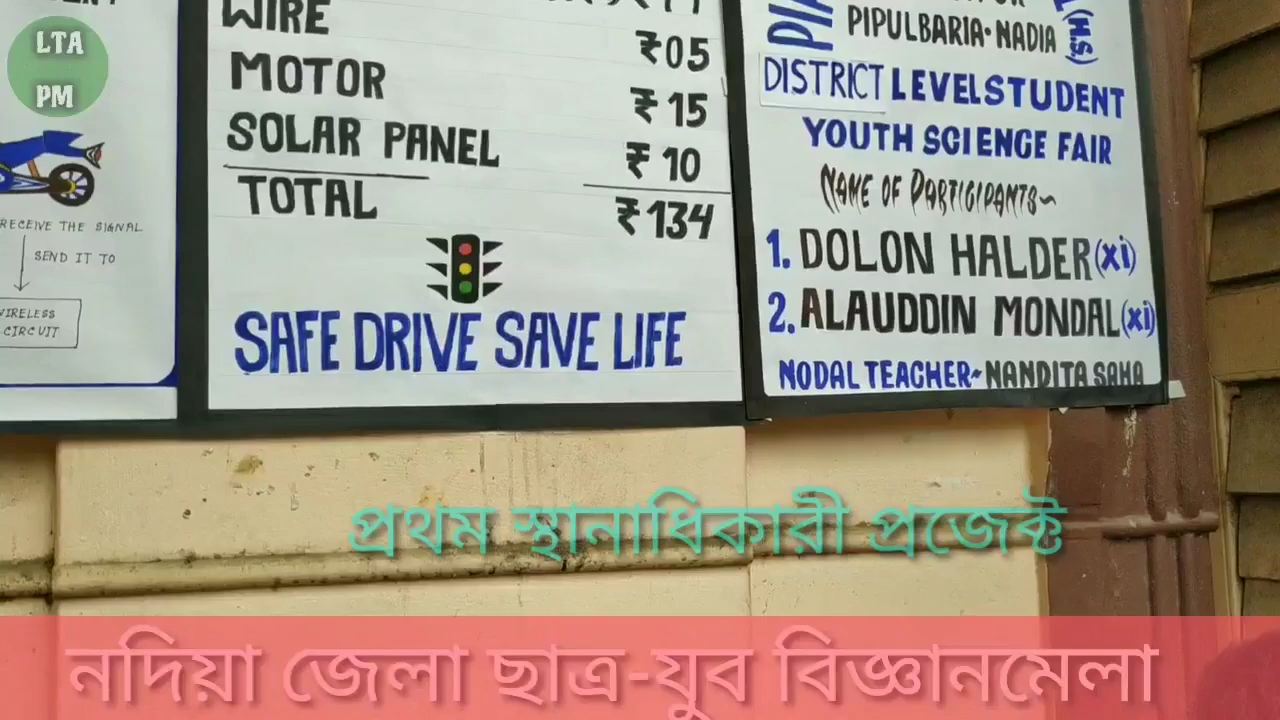 LTA
PM
RECEIVE THE SIGNAL
SEND IT TO
WIRELESS
CIRCUIT
WIRE ₹05
MOTOR ₹15
SOLAR PANEL ₹10
TOTAL ₹134
SAFE DRIVE SAVE LIFE
PIPULBARIA·NADIA
(H.S.)
DISTRICT LEVEL STUDENT
YOUTH SCIENCE FAIR
NAME OF PARTICIPANTS~
1. DOLON HALDER (XI)
2. ALAUDDIN MONDAL (XI)
NODAL TEACHER~ NANDITA SAHA
প্রথম স্থানাধিকারী প্রজেক্ট
নদিয়া জেলা ছাত্র-যুব বিজ্ঞানমেলা